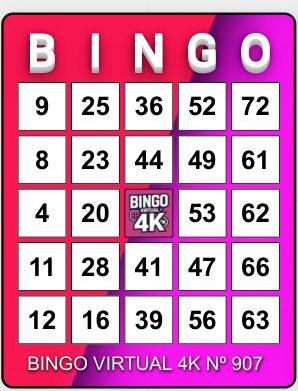 B I N G O
9 25 36 52 72
8 23 44 49 61
4 20 BINGO VIRTUAL 4K 53 62
11 28 41 47 66
12 16 39 56 63
BINGO VIRTUAL 4K Nº 907